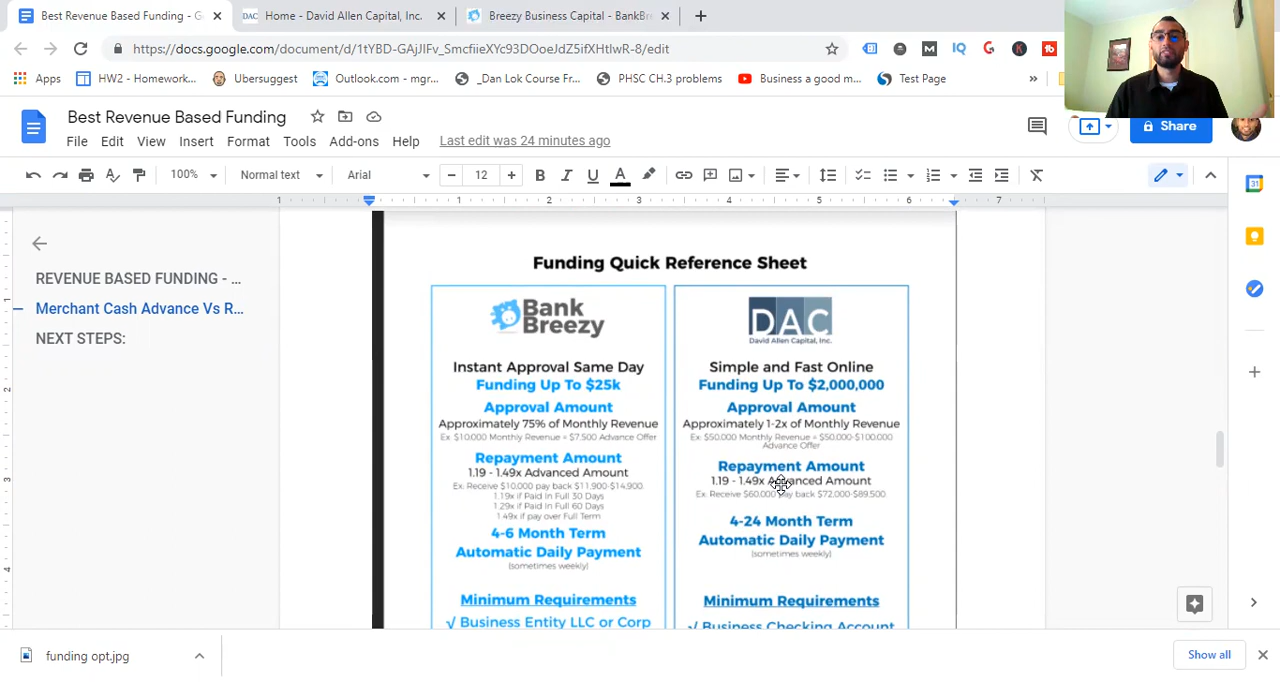 Best Revenue Based Funding - G
Home - David Allen Capital, Inc.
Breezy Business Capital - BankBr
https://docs.google.com/document/d/1tYBD-GAjJIFv_SmcfiieXYc93DOoeJdZ5ifXHtlwR-8/edit
Apps
HW2 - Homework...
Ubersuggest
Outlook.com - mgr...
_Dan Lok Course Fr...
PHSC CH.3 problems
Business a good m...
Test Page
»
Best Revenue Based Funding
File Edit View Insert Format Tools Add-ons Help
Last edit was 24 minutes ago
Share
100%
Normal text
Arial
12
REVENUE BASED FUNDING - ...
Merchant Cash Advance Vs R...
NEXT STEPS:
Funding Quick Reference Sheet
Bank
Breezy
Instant Approval Same Day
Funding Up To $25k
Approval Amount
Approximately 75% of Monthly Revenue
Ex: $10,000 Monthly Revenue = $7,500 Advance Offer
Repayment Amount
1.19 - 1.49x Advanced Amount
Ex: Receive $10,000 pay back $11,900-$14,900
1.19x if Paid In Full 30 Days
1.29x if Paid In Full 60 Days
1.49x if pay over Full Term
4-6 Month Term
Automatic Daily Payment
(sometimes weekly)
Minimum Requirements
√ Business Entity LLC or Corp
DAC
David Allen Capital, Inc.
Simple and Fast Online
Funding Up To $2,000,000
Approval Amount
Approximately 1-2x of Monthly Revenue
Ex: $50,000 Monthly Revenue = $50,000-$100,000
Advance Offer
Repayment Amount
1.19 - 1.49x Advanced Amount
Ex: Receive $60,000 pay back $72,000-$89,500
4-24 Month Term
Automatic Daily Payment
(sometimes weekly)
Minimum Requirements
√ Business Checking Account
funding opt.jpg
Show all